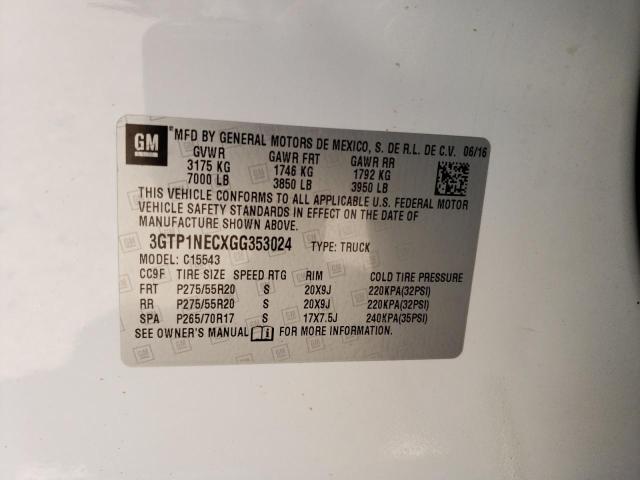 GM ® MFD BY GENERAL MOTORS DE MEXICO, S. DE R.L. DE C.V. 06/16
GVWR GAWR FRT GAWR RR
3175 KG 1746 KG 1792 KG
7000 LB 3850 LB 3950 LB
THIS VEHICLE CONFORMS TO ALL APPLICABLE U.S. FEDERAL MOTOR
VEHICLE SAFETY STANDARDS IN EFFECT ON THE DATE OF
MANUFACTURE SHOWN ABOVE.
3GTP1NECXGG353024 TYPE: TRUCK
MODEL: C15543
CC9F TIRE SIZE SPEED RTG RIM COLD TIRE PRESSURE
FRT P275/55R20 S 20X9J 220KPA(32PSI)
RR P275/55R20 S 20X9J 220KPA(32PSI)
SPA P265/70R17 S 17X7.5J 240KPA(35PSI)
SEE OWNER'S MANUAL FOR MORE INFORMATION.